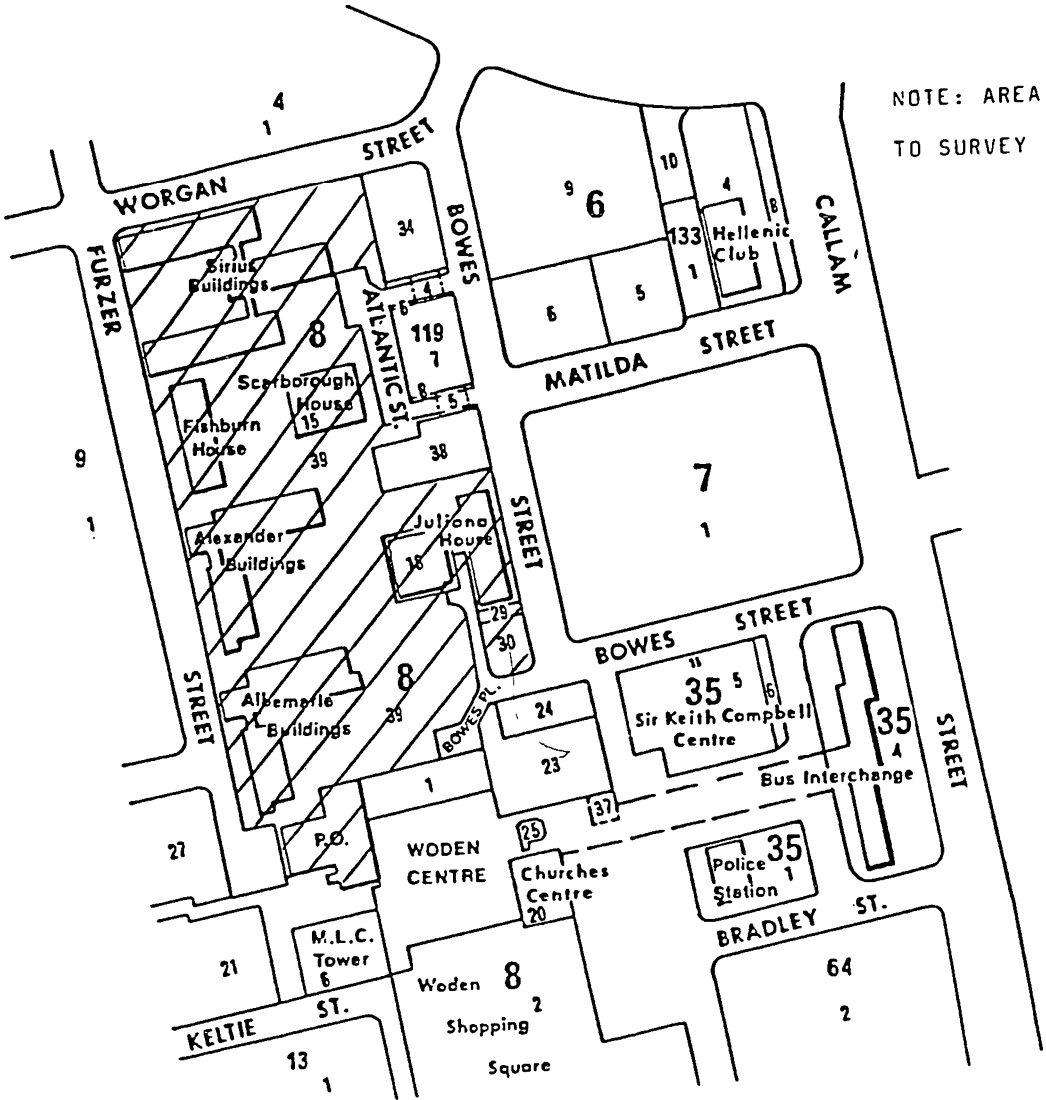 NOTE: AREA
TO SURVEY
4
1
WORGAN STREET
FURZER STREET
BOWES STREET
CALLAM STREET
34
9
6
10
133
1
4
8
Hellenic
Club
Sirius
Buildings
ATLANTIC ST.
4
6
119
7
8
5
6
5
MATILDA STREET
8
Scarborough
House
15
Fishburn
House
39
38
9
1
7
1
Alexander
Buildings
Juliana
House
18
29
30
BOWES STREET
11
35
5
6
Sir Keith Campbell
Centre
35
4
Bus Interchange
8
39
Albemarle
Buildings
BOWES PL.
24
23
37
25
1
P.O.
WODEN
CENTRE
Churches
Centre
20
Police
Station
35
1
BRADLEY ST.
27
21
M.L.C.
Tower
6
KELTIE ST.
13
1
Woden
8
2
Shopping
Square
64
2